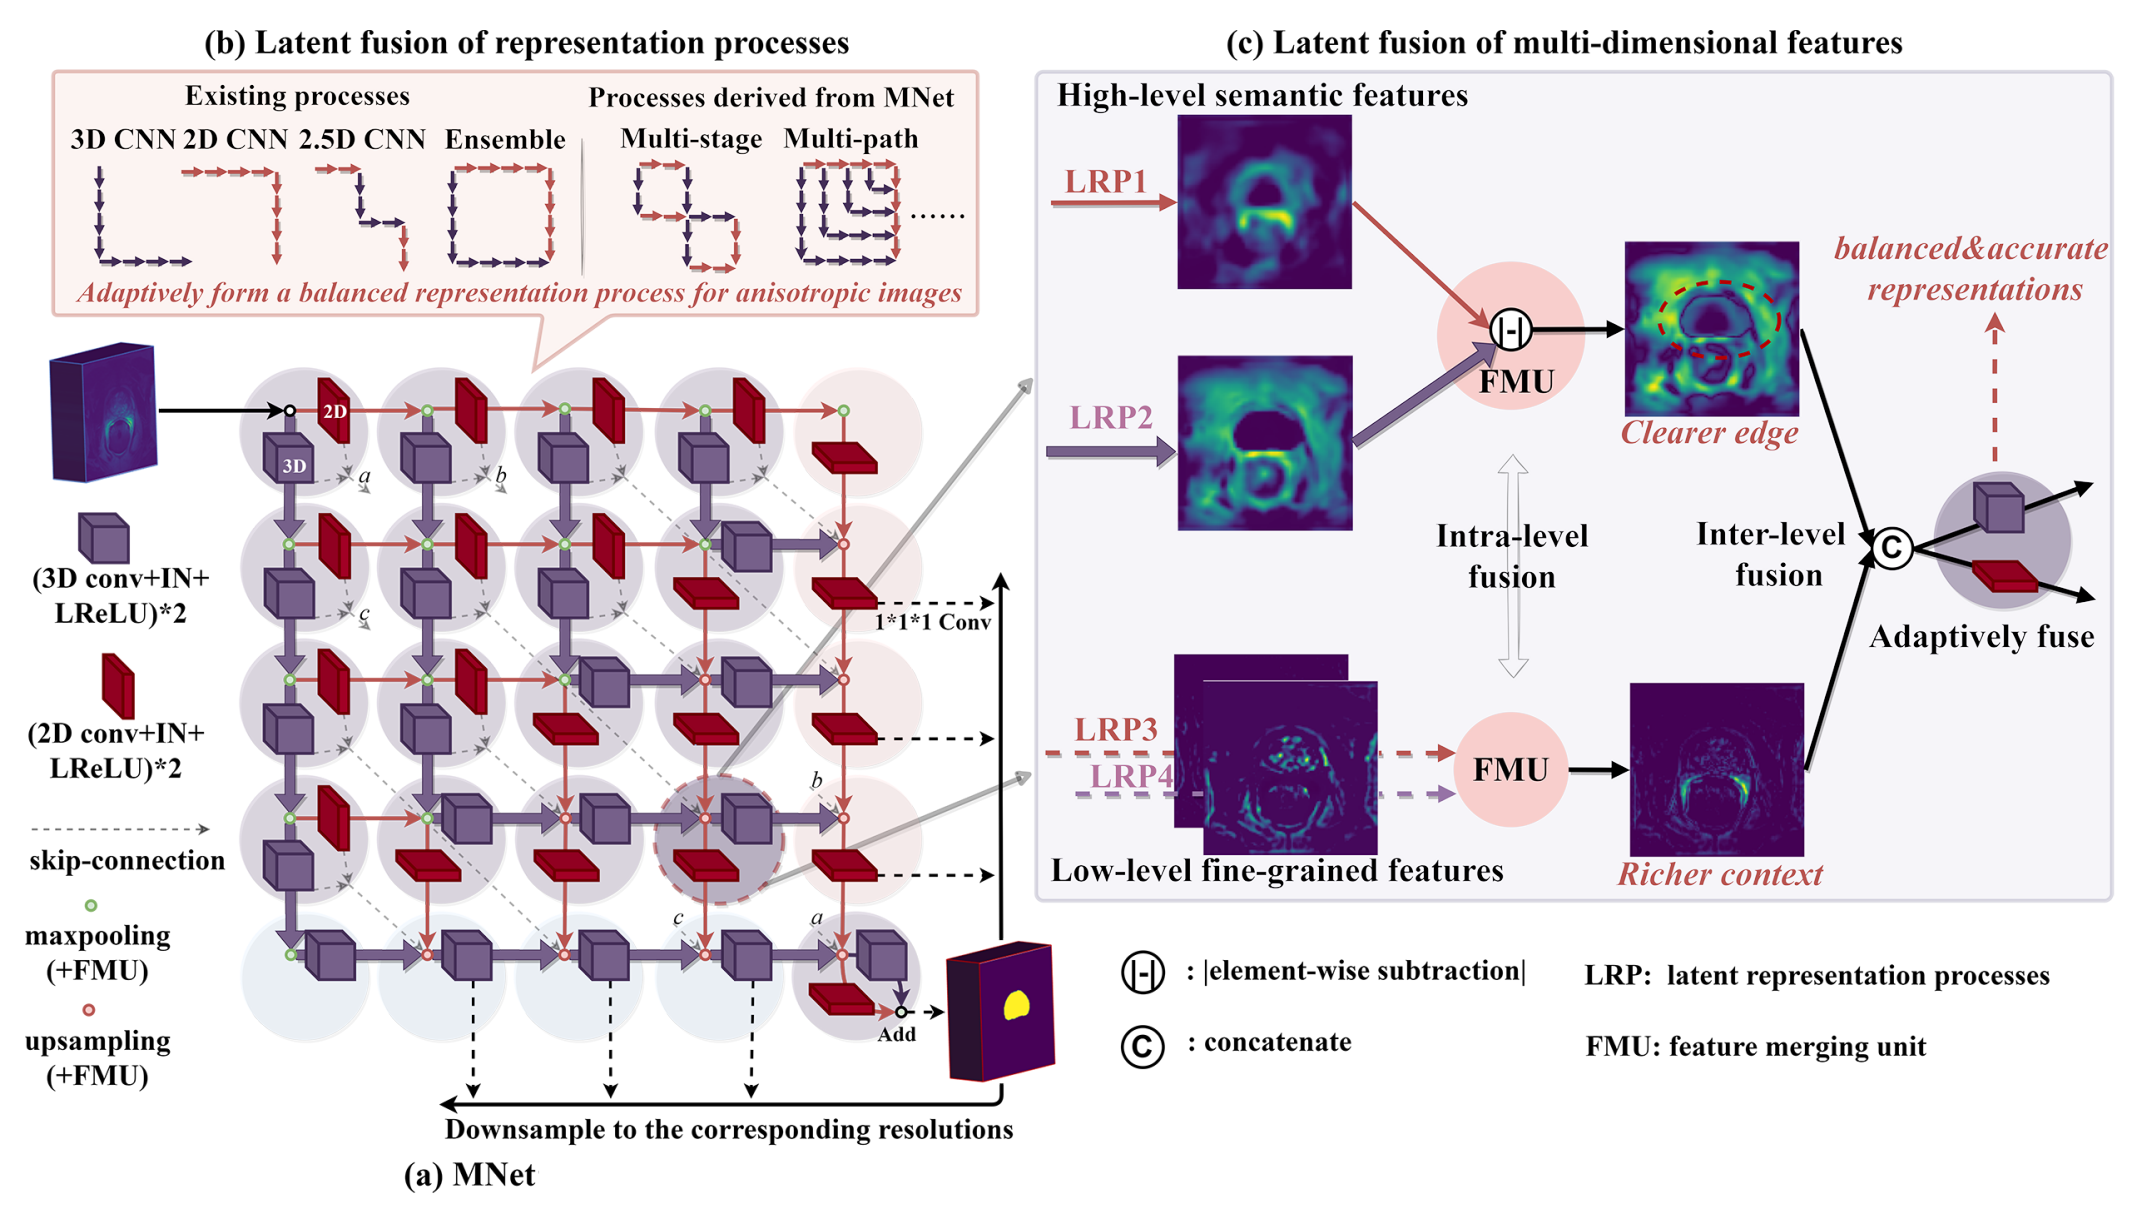 (b) Latent fusion of representation processes
Existing processes
Processes derived from MNet
3D CNN 2D CNN 2.5D CNN Ensemble
Multi-stage Multi-path
......
Adaptively form a balanced representation process for anisotropic images
2D
3D
a
b
c
(3D conv+IN+
LReLU)*2
(2D conv+IN+
LReLU)*2
skip-connection
maxpooling
(+FMU)
upsampling
(+FMU)
1*1*1 Conv
b
c
a
Add
Downsample to the corresponding resolutions
(a) MNet
(c) Latent fusion of multi-dimensional features
High-level semantic features
LRP1
LRP2
|-|
FMU
Clearer edge
balanced&accurate
representations
Intra-level
fusion
Inter-level
fusion
C
Adaptively fuse
LRP3
LRP4
FMU
Low-level fine-grained features
Richer context
|-| : |element-wise subtraction|
LRP: latent representation processes
C : concatenate
FMU: feature merging unit